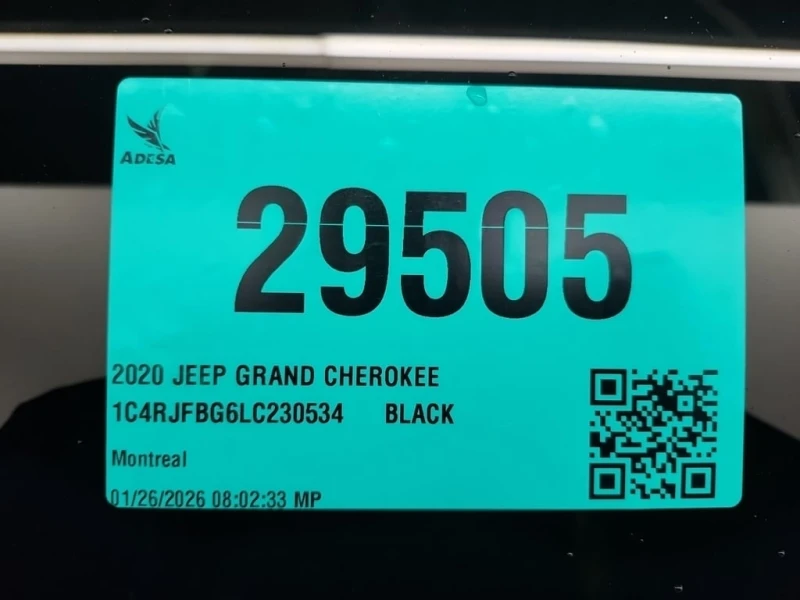 ADESA
29505
2020 JEEP GRAND CHEROKEE
1C4RJFBG6LC230534 BLACK
Montreal
01/26/2026 08:02:33 MP